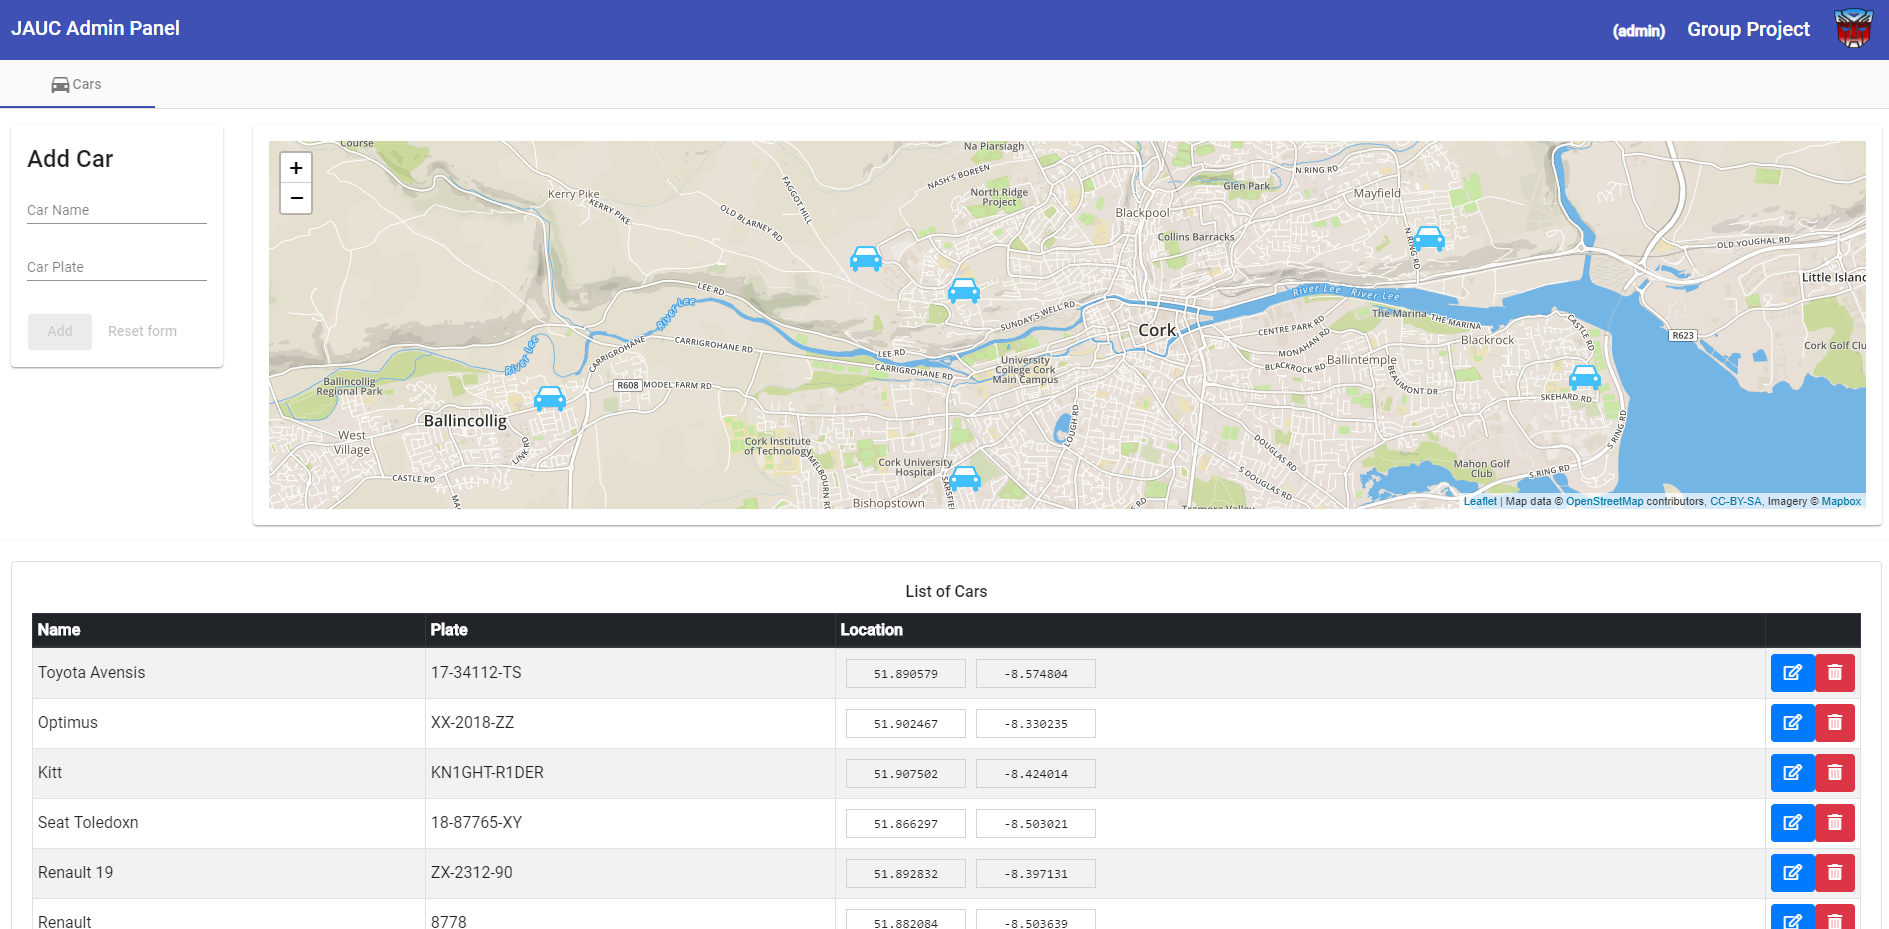 JAUC Admin Panel
(admin) Group Project
Cars
Add Car
Car Name
Car Plate
Add Reset form
+
−
Course
Na Piarsiagh
Kerry Pike
KERRY PIKE
FAGGOT HILL
OLD BLARNEY RD
NASH'S BOREEN
North Ridge
Project
Blackpool
Glen Park
N RING RD
Mayfield
Collins Barracks
N RING RD
OLD YOUGHAL RD
Little Island
LEE RD
River Lee
SUNDAY'S WELL RD
River Lee River Lee
The Marina THE MARINA
Cork
CENTRE PARK RD
MONAHAN RD
BLACKROCK RD
Ballintemple
Blackrock
CASTLE RD
R623
Cork Golf Clu
River Lee
CARRIGROHANE
CARRIGROHANE RD
LEE RD
CARRIGROHANE RD
University
College Cork
Main Campus
BEAUMONT DR
SKEHARD RD
Ballincollig
Regional Park
R608 MODEL FARM RD
Ballincollig
West
Village
LINK RD
CASTLE RD
Cork Institute
of Technology
MELBOURN RD
Cork University
Hospital
SARSF
Bishopstown
LOUGH RD
DOUGLAS RD
S DOUGLAS RD
Mahon Golf
Club
S RING RD
S RING RD
Tramore Valley
Leaflet | Map data © OpenStreetMap contributors, CC-BY-SA, Imagery © Mapbox
List of Cars
Name Plate Location
Toyota Avensis 17-34112-TS 51.890579 -8.574804
Optimus XX-2018-ZZ 51.902467 -8.330235
Kitt KN1GHT-R1DER 51.907502 -8.424014
Seat Toledoxn 18-87765-XY 51.866297 -8.503021
Renault 19 ZX-2312-90 51.892832 -8.397131
Renault 8778 51.882084 -8.503639